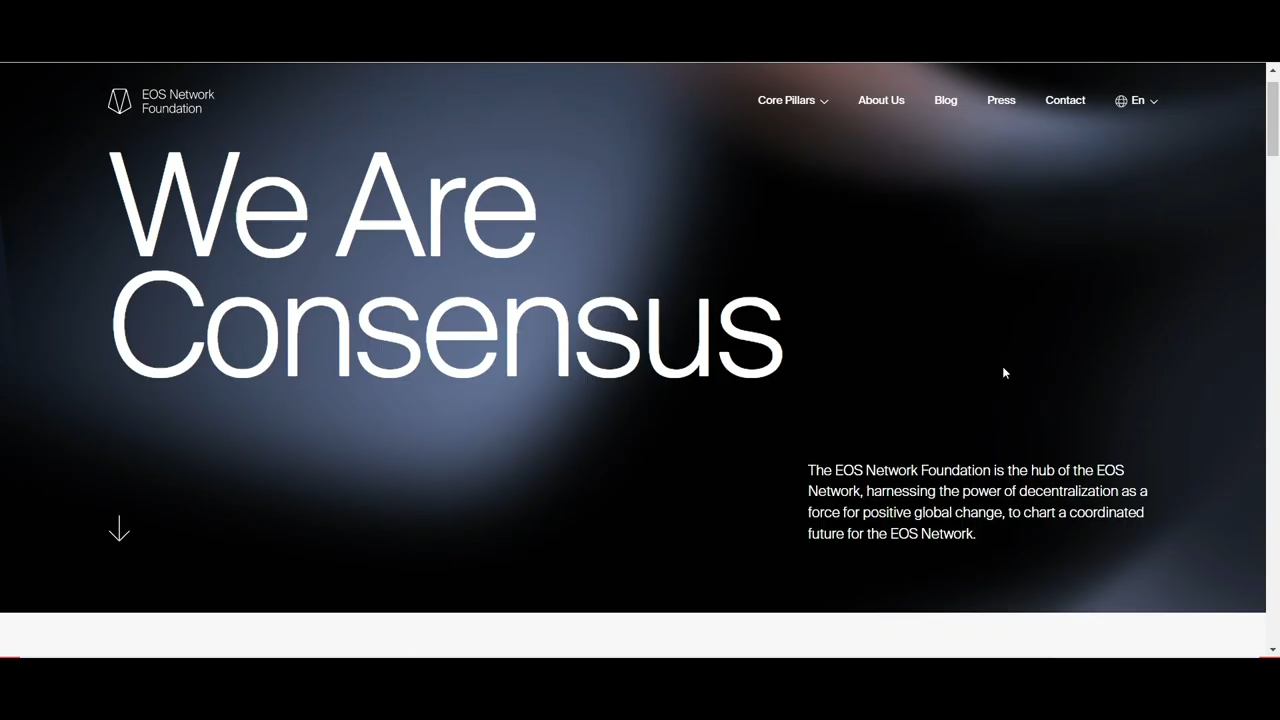 EOS Network
Foundation
Core Pillars
About Us
Blog
Press
Contact
En
We Are
Consensus
The EOS Network Foundation is the hub of the EOS
Network, harnessing the power of decentralization as a
force for positive global change, to chart a coordinated
future for the EOS Network.